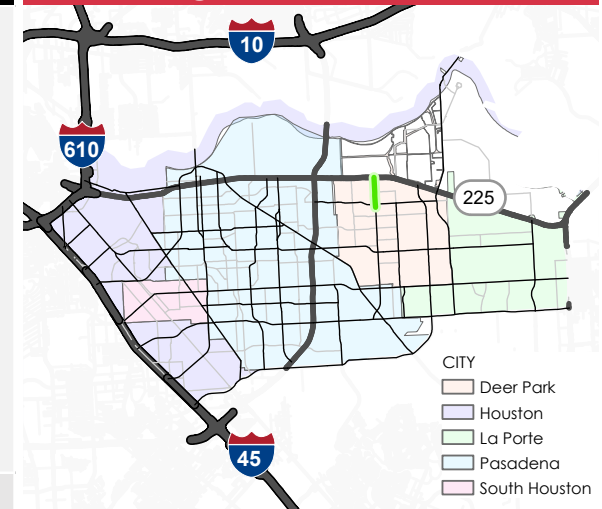 10
610
225
CITY
Deer Park
Houston
La Porte
Pasadena
South Houston
45